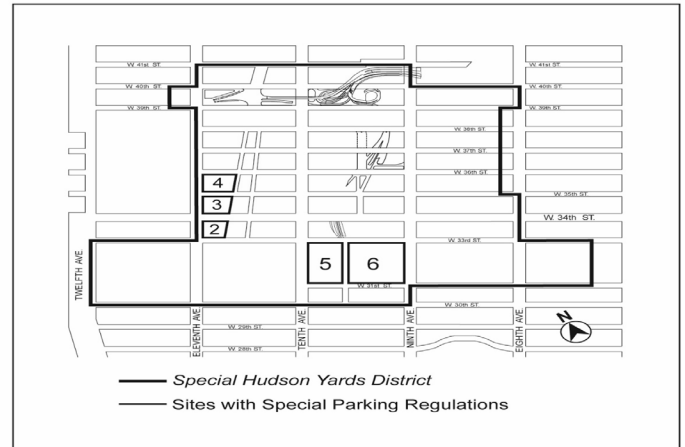 W. 41st ST.
W. 41st ST.
W. 40th ST.
W. 40th ST.
W. 39th ST.
W. 39th ST.
W. 38th ST.
W. 37th ST.
W. 36th ST.
4
W. 35th ST.
3
W. 34th ST.
2
W. 33rd ST.
5
6
TWELFTH AVE
W. 31st ST.
W. 30th ST.
ELEVENTH AVE
TENTH AVE
NINTH AVE
EIGHTH AVE
N
W. 29th ST.
W. 28th ST.
Special Hudson Yards District
Sites with Special Parking Regulations